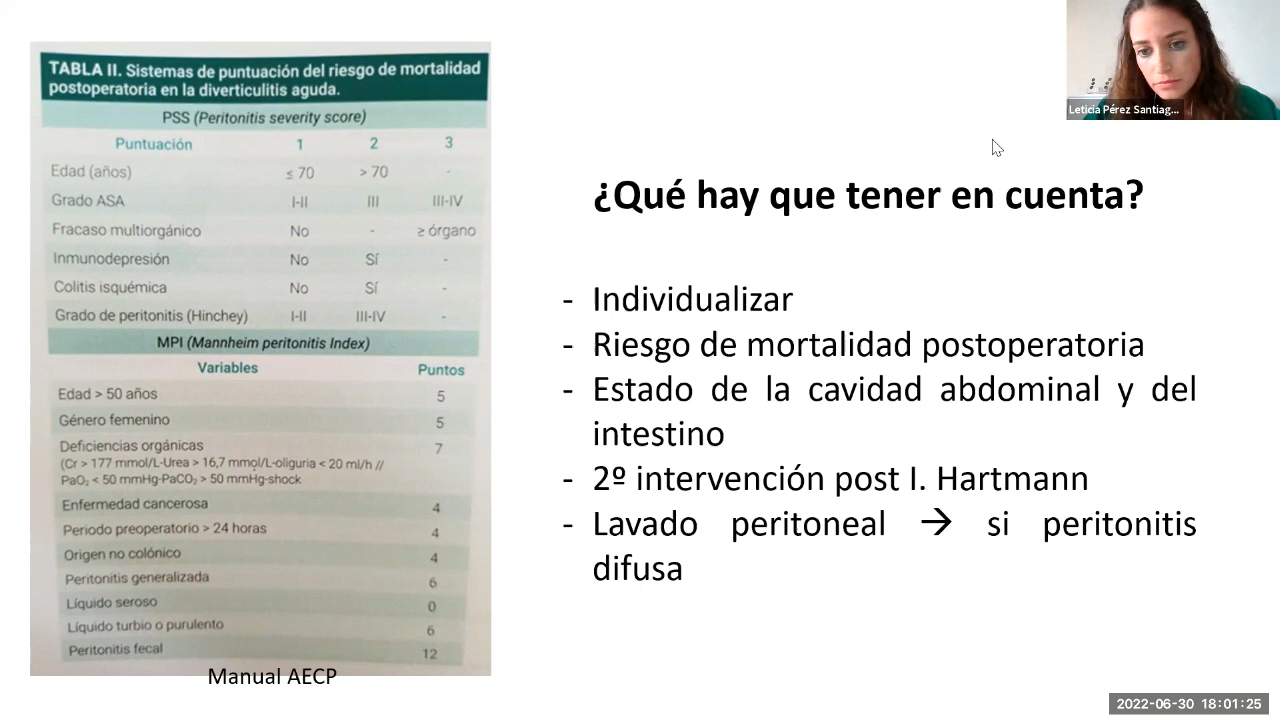 TABLA II. Sistemas de puntuación del riesgo de mortalidad
postoperatoria en la diverticulitis aguda.
PSS (Peritonitis severity score)
Puntuación 1 2 3
Edad (años) ≤ 70 > 70 -
Grado ASA I-II III III-IV
Fracaso multiorgánico No - ≥ órgano
Inmunodepresión No Sí -
Colitis isquémica No Sí -
Grado de peritonitis (Hinchey) I-II III-IV -
MPI (Mannheim peritonitis Index)
Variables Puntos
Edad > 50 años 5
Género femenino 5
Deficiencias orgánicas 7
(Cr > 177 mmol/L-Urea > 16,7 mmol/L-oliguria < 20 ml/h //
PaO₂ < 50 mmHg-PaCO₂ > 50 mmHg-shock
Enfermedad cancerosa 4
Periodo preoperatorio > 24 horas 4
Origen no colónico 4
Peritonitis generalizada 6
Líquido seroso 0
Líquido turbio o purulento 6
Peritonitis fecal 12
Manual AECP
Leticia Pérez Santiag...
¿Qué hay que tener en cuenta?
- Individualizar
- Riesgo de mortalidad postoperatoria
- Estado de la cavidad abdominal y del
intestino
- 2º intervención post I. Hartmann
- Lavado peritoneal → si peritonitis
difusa
2022-06-30 18:01:25